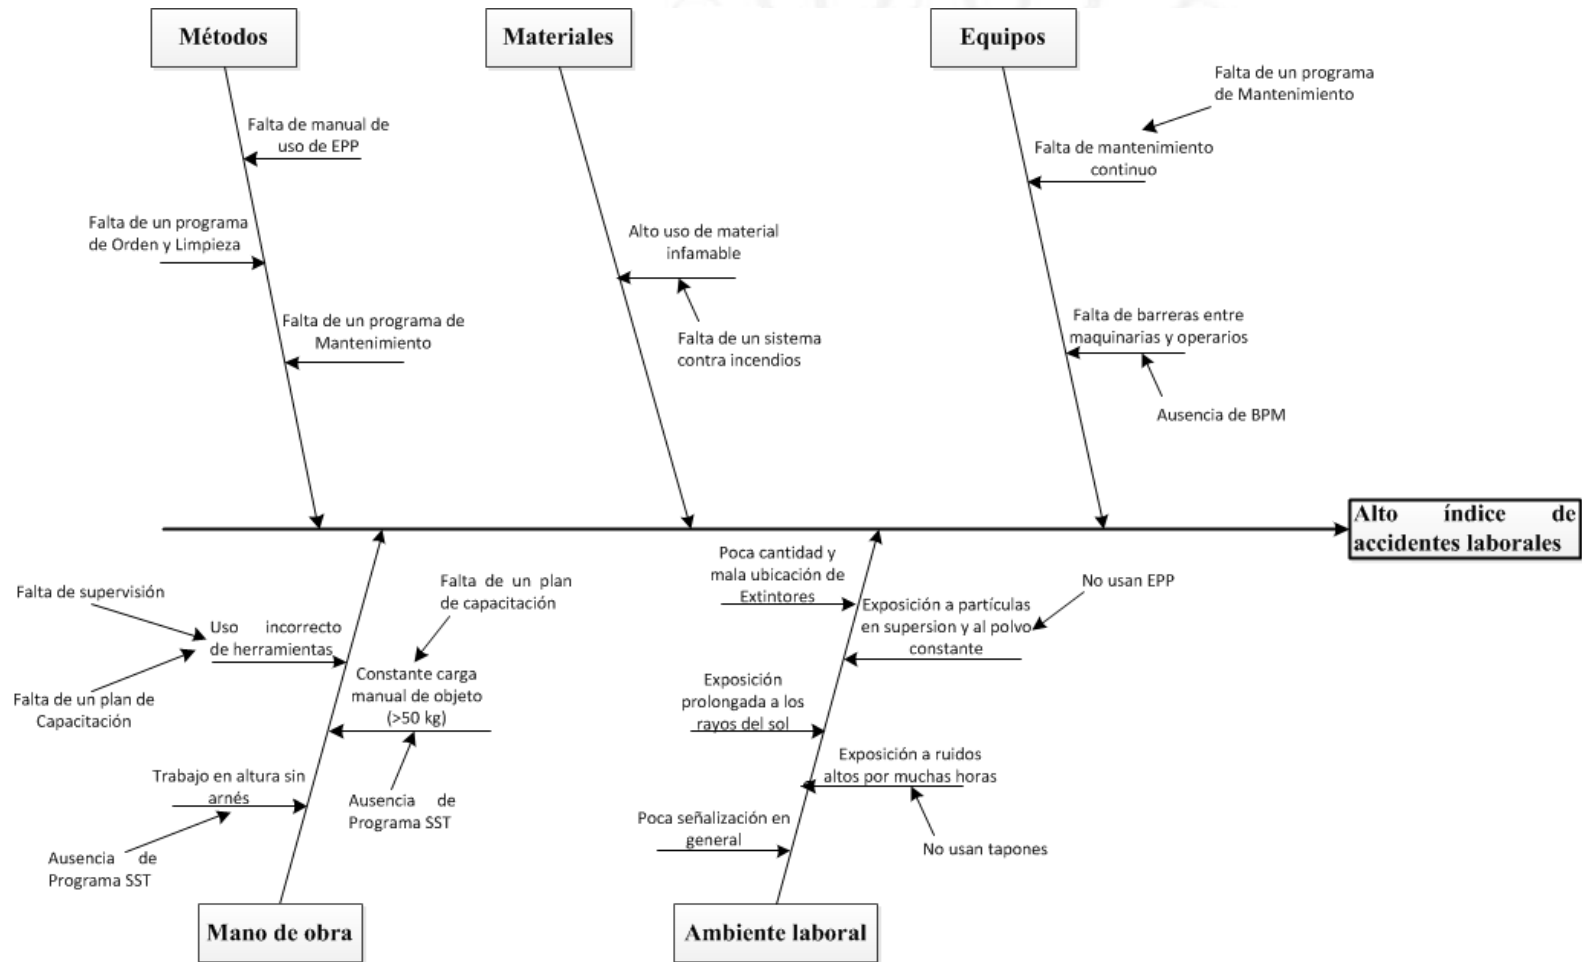 Métodos
Materiales
Equipos
Falta de un programa
de Mantenimiento
Falta de manual de
uso de EPP
Falta de mantenimiento
continuo
Falta de un programa
de Orden y Limpieza
Alto uso de material
infamable
Falta de un programa de
Mantenimiento
Falta de un sistema
contra incendios
Falta de barreras entre
maquinarias y operarios
Ausencia de BPM
Alto índice de
accidentes laborales
Falta de supervisión
Uso incorrecto
de herramientas
Falta de un plan de
Capacitación
Falta de un plan
de capacitación
Constante carga
manual de objeto
(>50 kg)
Ausencia de
Programa SST
Trabajo en altura sin
arnés
Ausencia de
Programa SST
Poca cantidad y
mala ubicación de
Extintores
No usan EPP
Exposición a partículas
en supersion y al polvo
constante
Exposición
prolongada a los
rayos del sol
Exposición a ruidos
altos por muchas horas
No usan tapones
Poca señalización en
general
Mano de obra
Ambiente laboral